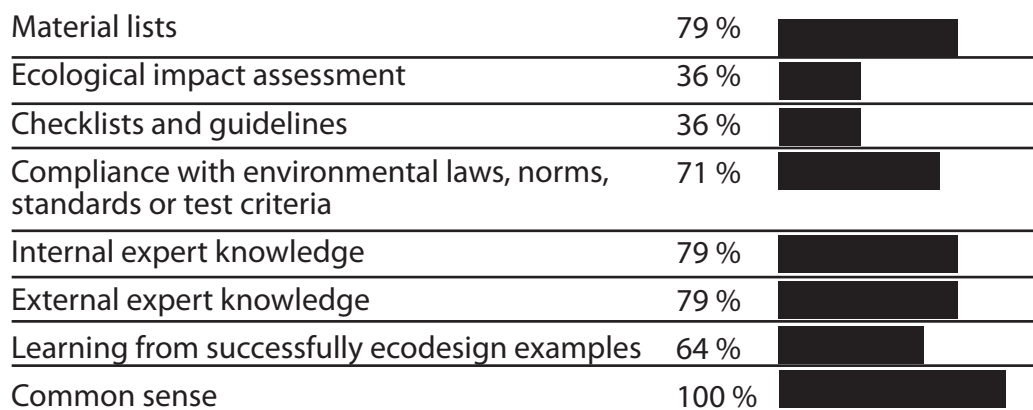 Material lists 79 %
Ecological impact assessment 36 %
Checklists and guidelines 36 %
Compliance with environmental laws, norms, 71 %
standards or test criteria
Internal expert knowledge 79 %
External expert knowledge 79 %
Learning from successfully ecodesign examples 64 %
Common sense 100 %